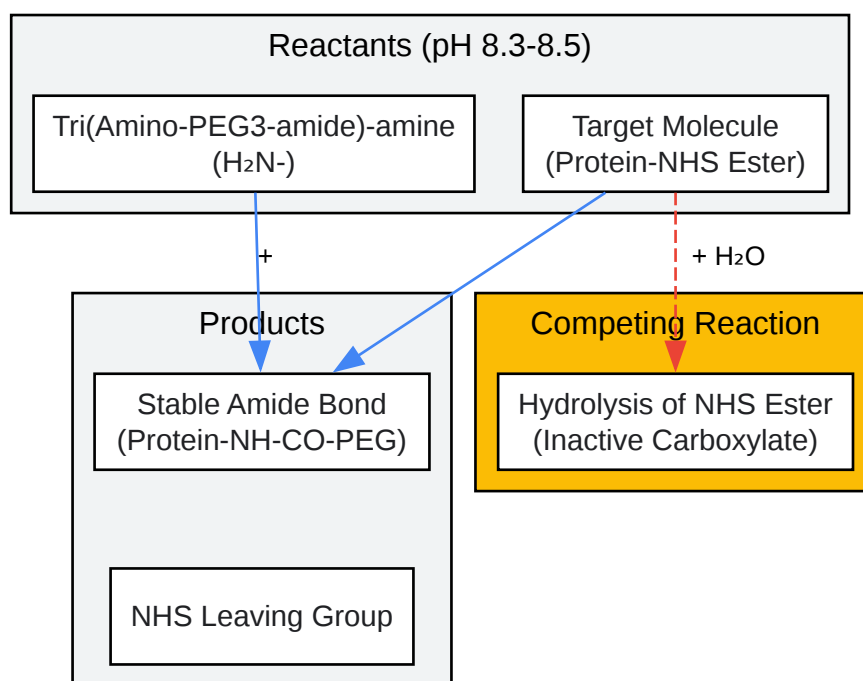 Reactants (pH 8.3-8.5)
Tri(Amino-PEG3-amide)-amine
(H₂N-)
Target Molecule
(Protein-NHS Ester)
+
+ H₂O
Products
Competing Reaction
Stable Amide Bond
(Protein-NH-CO-PEG)
Hydrolysis of NHS Ester
(Inactive Carboxylate)
NHS Leaving Group